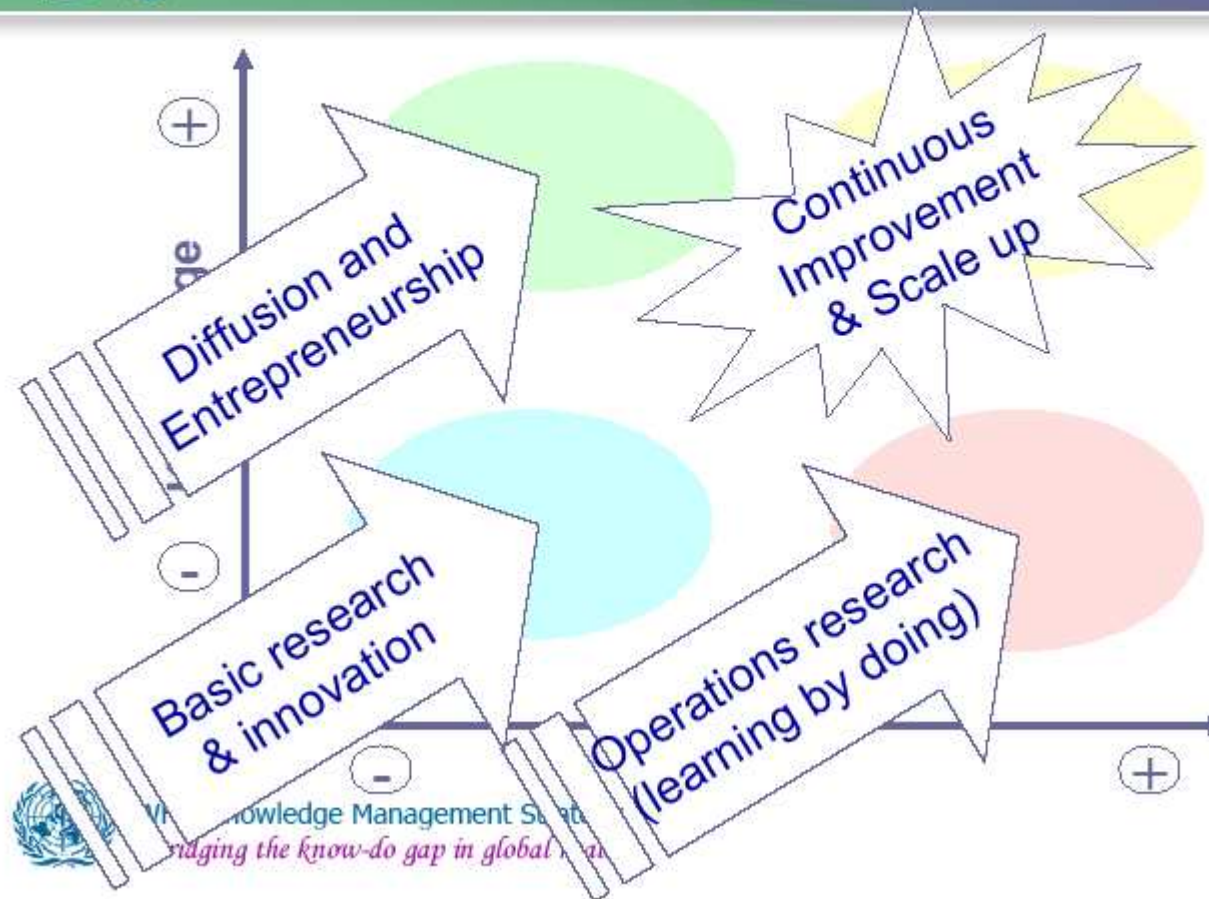 +
Diffusion and
Entrepreneurship
Continuous
Improvement
& Scale up
-
Basic research
& innovation
Operations research
(learning by doing)
-
+
Management
the know-do gap in global